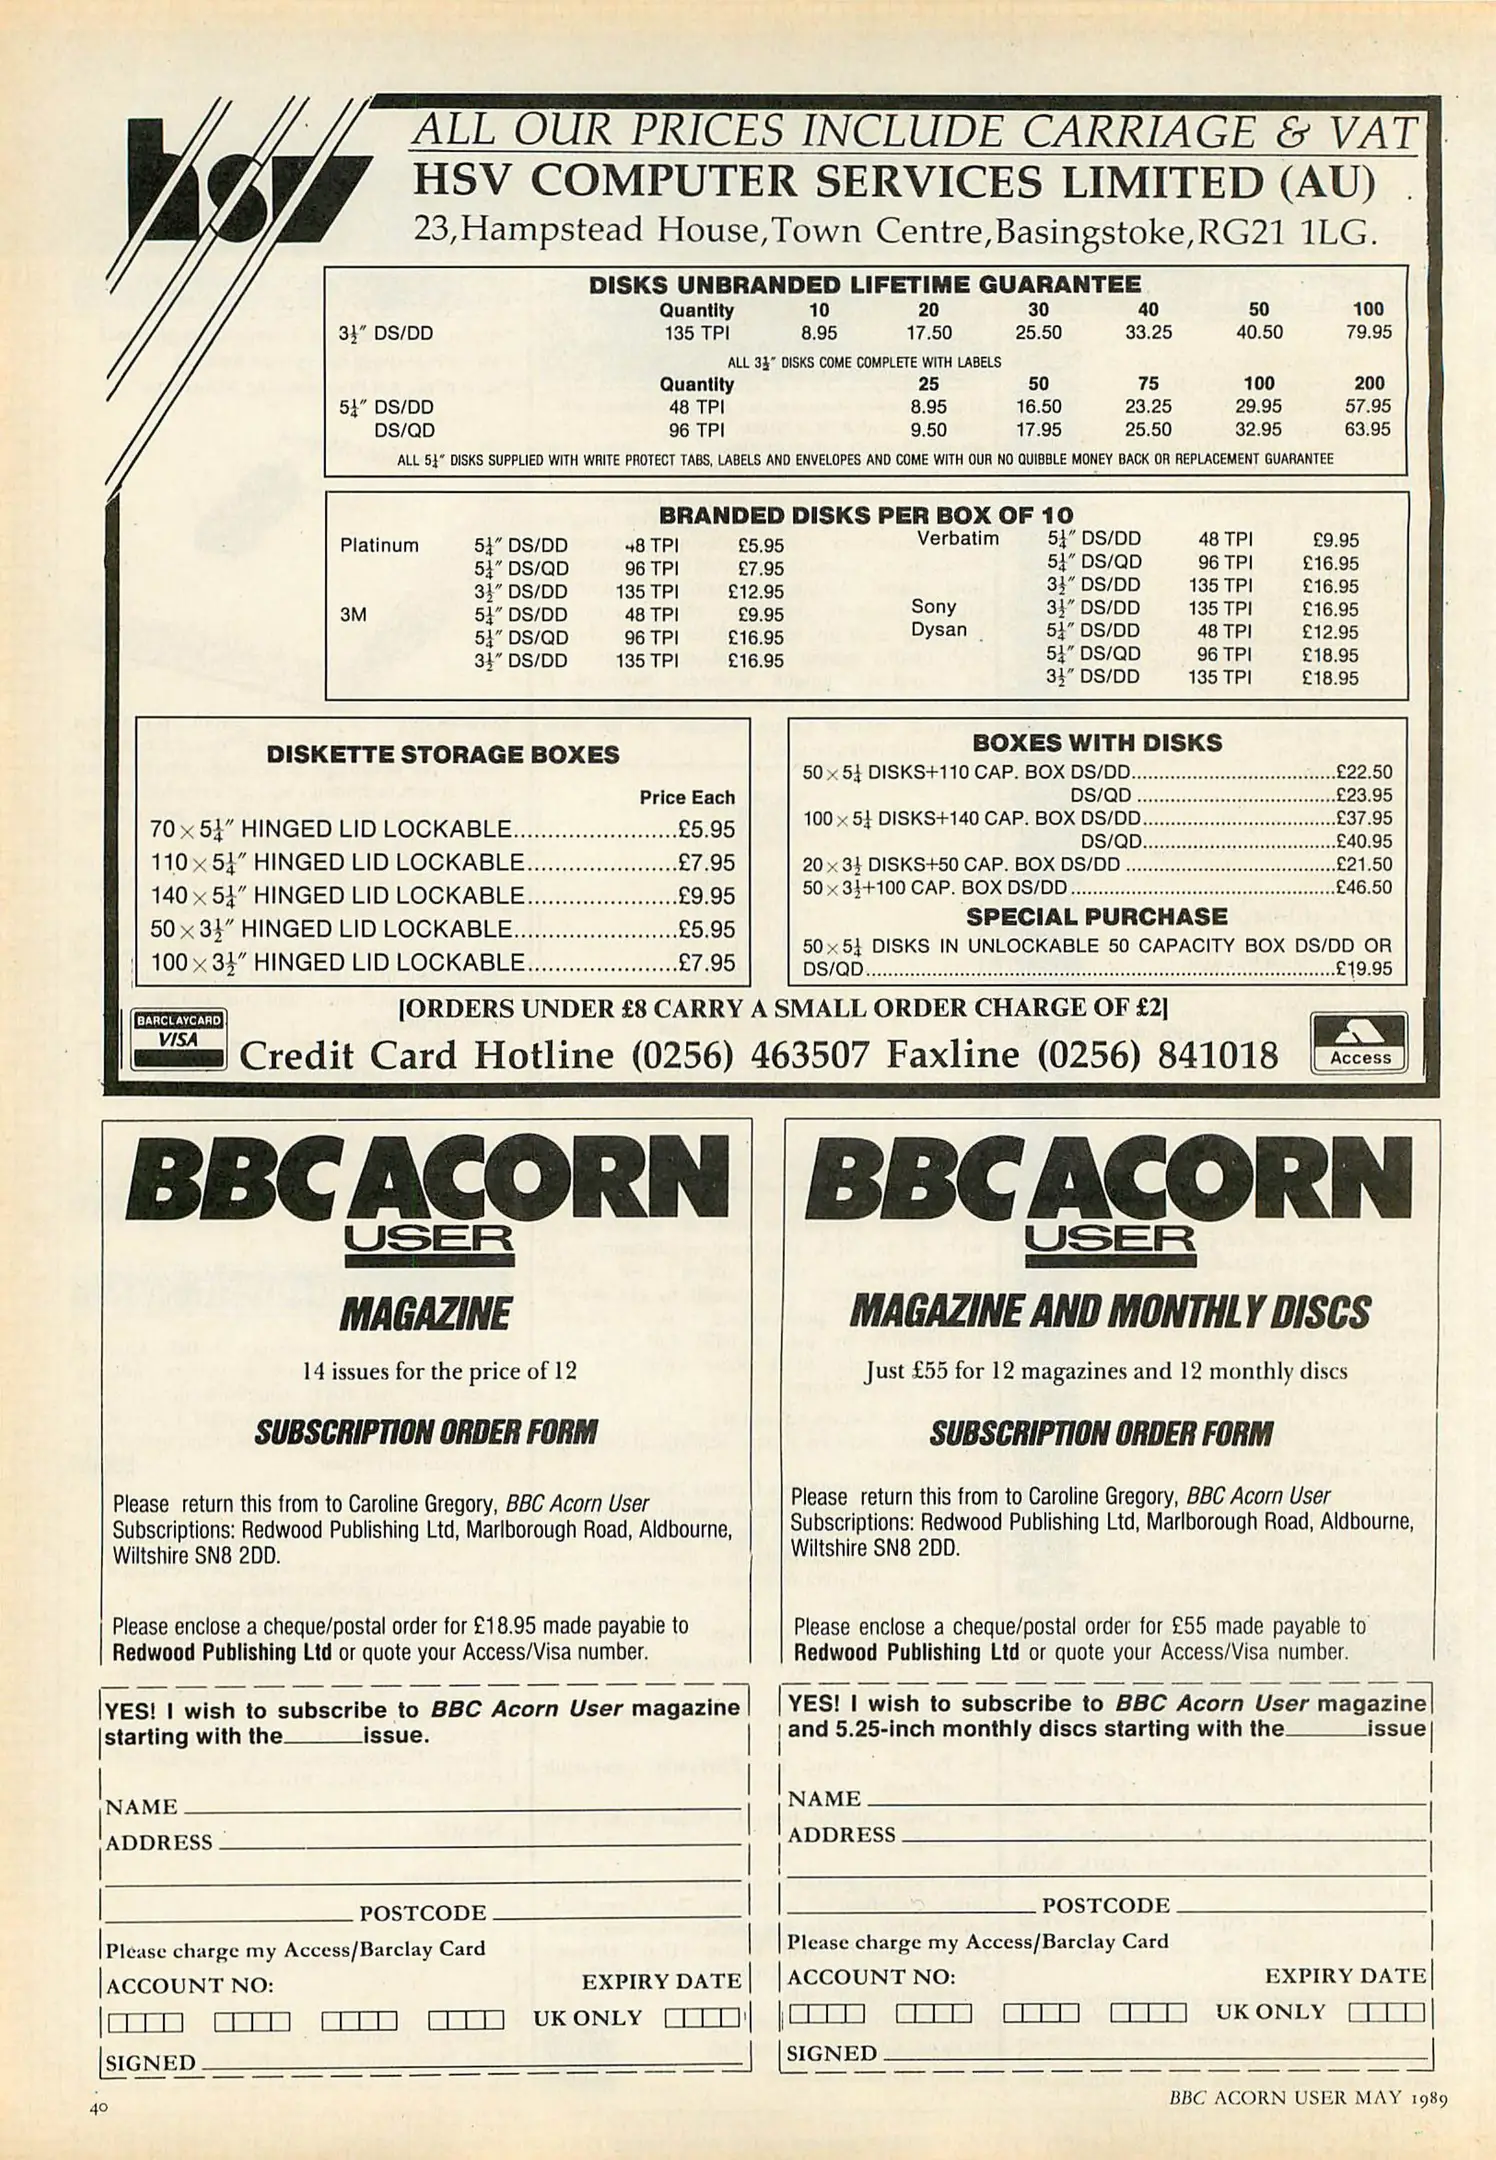 hsv
ALL OUR PRICES INCLUDE CARRIAGE & VAT
HSV COMPUTER SERVICES LIMITED (AU)
23,Hampstead House,Town Centre,Basingstoke,RG21 1LG.
DISKS UNBRANDED LIFETIME GUARANTEE
Quantity 10 20 30 40 50 100
3½″ DS/DD 135 TPI 8.95 17.50 25.50 33.25 40.50 79.95
ALL 3½″ DISKS COME COMPLETE WITH LABELS
Quantity 25 50 75 100 200
5¼″ DS/DD 48 TPI 8.95 16.50 23.25 29.95 57.95
DS/QD 96 TPI 9.50 17.95 25.50 32.95 63.95
ALL 5¼″ DISKS SUPPLIED WITH WRITE PROTECT TABS, LABELS AND ENVELOPES AND COME WITH OUR NO QUIBBLE MONEY BACK OR REPLACEMENT GUARANTEE
BRANDED DISKS PER BOX OF 10
Platinum 5¼″ DS/DD 48 TPI £5.95
5¼″ DS/QD 96 TPI £7.95
3½″ DS/DD 135 TPI £12.95
3M 5¼″ DS/DD 48 TPI £9.95
5¼″ DS/QD 96 TPI £16.95
3½″ DS/DD 135 TPI £16.95
Verbatim 5¼″ DS/DD 48 TPI £9.95
5¼″ DS/QD 96 TPI £16.95
3½″ DS/DD 135 TPI £16.95
Sony 3½″ DS/DD 135 TPI £16.95
Dysan 5¼″ DS/DD 48 TPI £12.95
5¼″ DS/QD 96 TPI £18.95
3½″ DS/DD 135 TPI £18.95
DISKETTE STORAGE BOXES
Price Each
70×5¼″ HINGED LID LOCKABLE........................£5.95
110×5¼″ HINGED LID LOCKABLE......................£7.95
140×5¼″ HINGED LID LOCKABLE......................£9.95
50×3½″ HINGED LID LOCKABLE........................£5.95
100×3½″ HINGED LID LOCKABLE......................£7.95
BOXES WITH DISKS
50×5¼ DISKS+110 CAP. BOX DS/DD.......................................£22.50
DS/QD ......................................£23.95
100×5¼ DISKS+140 CAP. BOX DS/DD.....................................£37.95
DS/QD.....................................£40.95
20×3½ DISKS+50 CAP. BOX DS/DD ........................................£21.50
50×3½+100 CAP. BOX DS/DD...................................................£46.50
SPECIAL PURCHASE
50×5¼ DISKS IN UNLOCKABLE 50 CAPACITY BOX DS/DD OR
DS/QD..........................................................................................£19.95
[ORDERS UNDER £8 CARRY A SMALL ORDER CHARGE OF £2]
BARCLAYCARD
VISA
Credit Card Hotline (0256) 463507 Faxline (0256) 841018
Access
BBC ACORN
USER
MAGAZINE
14 issues for the price of 12
SUBSCRIPTION ORDER FORM
Please return this from to Caroline Gregory, BBC Acorn User
Subscriptions: Redwood Publishing Ltd, Marlborough Road, Aldbourne,
Wiltshire SN8 2DD.
Please enclose a cheque/postal order for £18.95 made payable to
Redwood Publishing Ltd or quote your Access/Visa number.
YES! I wish to subscribe to BBC Acorn User magazine
starting with the______issue.
NAME
ADDRESS
POSTCODE
Please charge my Access/Barclay Card
ACCOUNT NO: EXPIRY DATE
UK ONLY
SIGNED
BBC ACORN
USER
MAGAZINE AND MONTHLY DISCS
Just £55 for 12 magazines and 12 monthly discs
SUBSCRIPTION ORDER FORM
Please return this from to Caroline Gregory, BBC Acorn User
Subscriptions: Redwood Publishing Ltd, Marlborough Road, Aldbourne,
Wiltshire SN8 2DD.
Please enclose a cheque/postal order for £55 made payable to
Redwood Publishing Ltd or quote your Access/Visa number.
YES! I wish to subscribe to BBC Acorn User magazine
and 5.25-inch monthly discs starting with the______issue
NAME
ADDRESS
POSTCODE
Please charge my Access/Barclay Card
ACCOUNT NO: EXPIRY DATE
UK ONLY
SIGNED
40
BBC ACORN USER MAY 1989